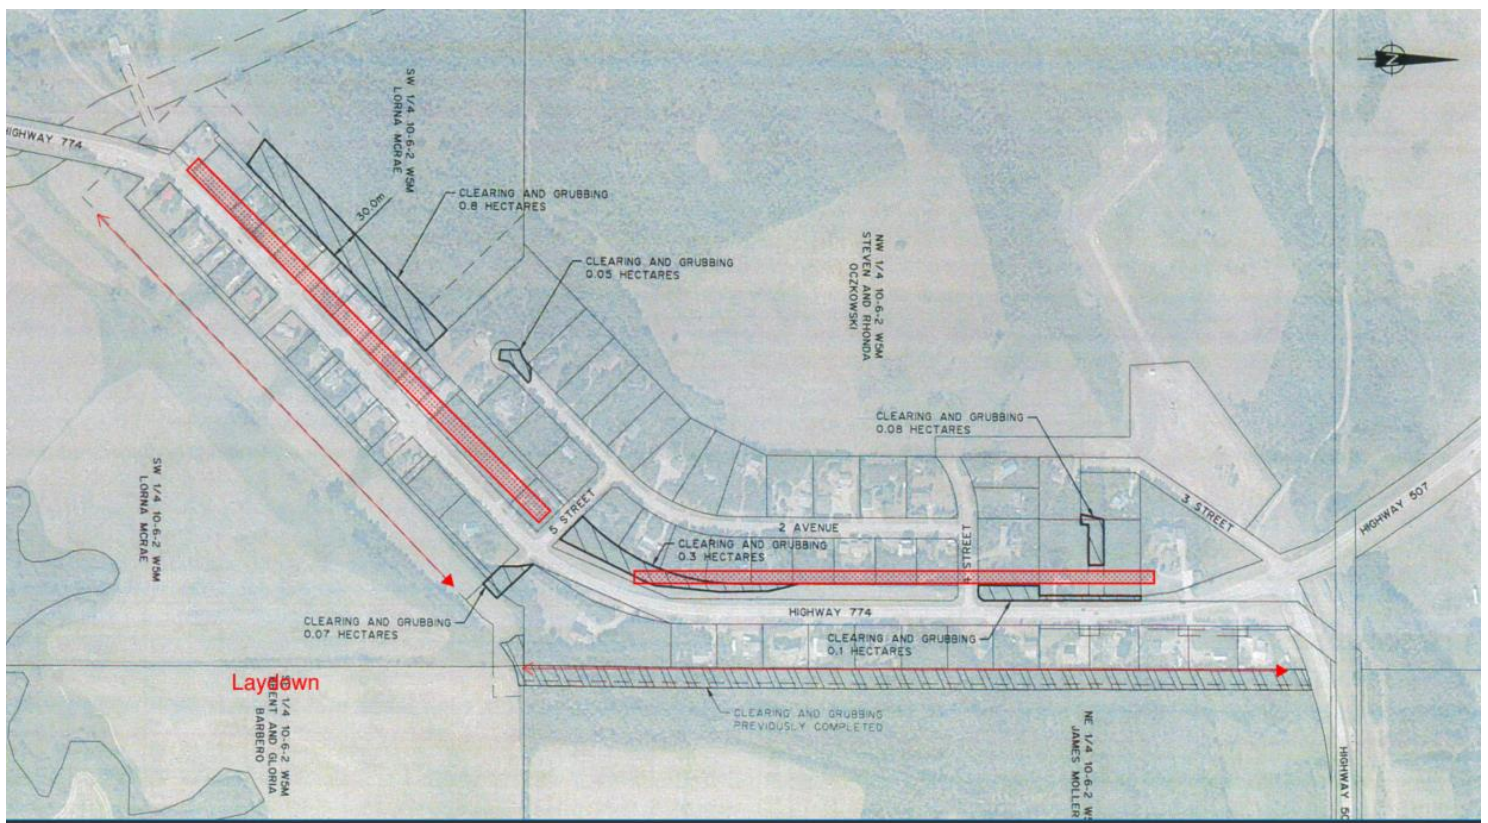 N
HIGHWAY 774
SW 1/4 10-6-2 W5M
LORNA MCRAE
CLEARING AND GRUBBING
0.8 HECTARES
30.0m
CLEARING AND GRUBBING
0.05 HECTARES
NW 1/4 10-6-2 W5M
STEVEN AND RHONDA
OCZKOWSKI
CLEARING AND GRUBBING
0.08 HECTARES
SW 1/4 10-6-2 W5M
LORNA MCRAE
5 STREET
2 AVENUE
4 STREET
3 STREET
HIGHWAY 507
CLEARING AND GRUBBING
0.3 HECTARES
HIGHWAY 774
CLEARING AND GRUBBING
0.07 HECTARES
CLEARING AND GRUBBING
0.1 HECTARES
Laydown
1/4 10-6-2 W5M
AND GLORIA
BARBERO
CLEARING AND GRUBBING
PREVIOUSLY COMPLETED
NE 1/4 10-6-2
JAMES MOLLER
HIGHWAY